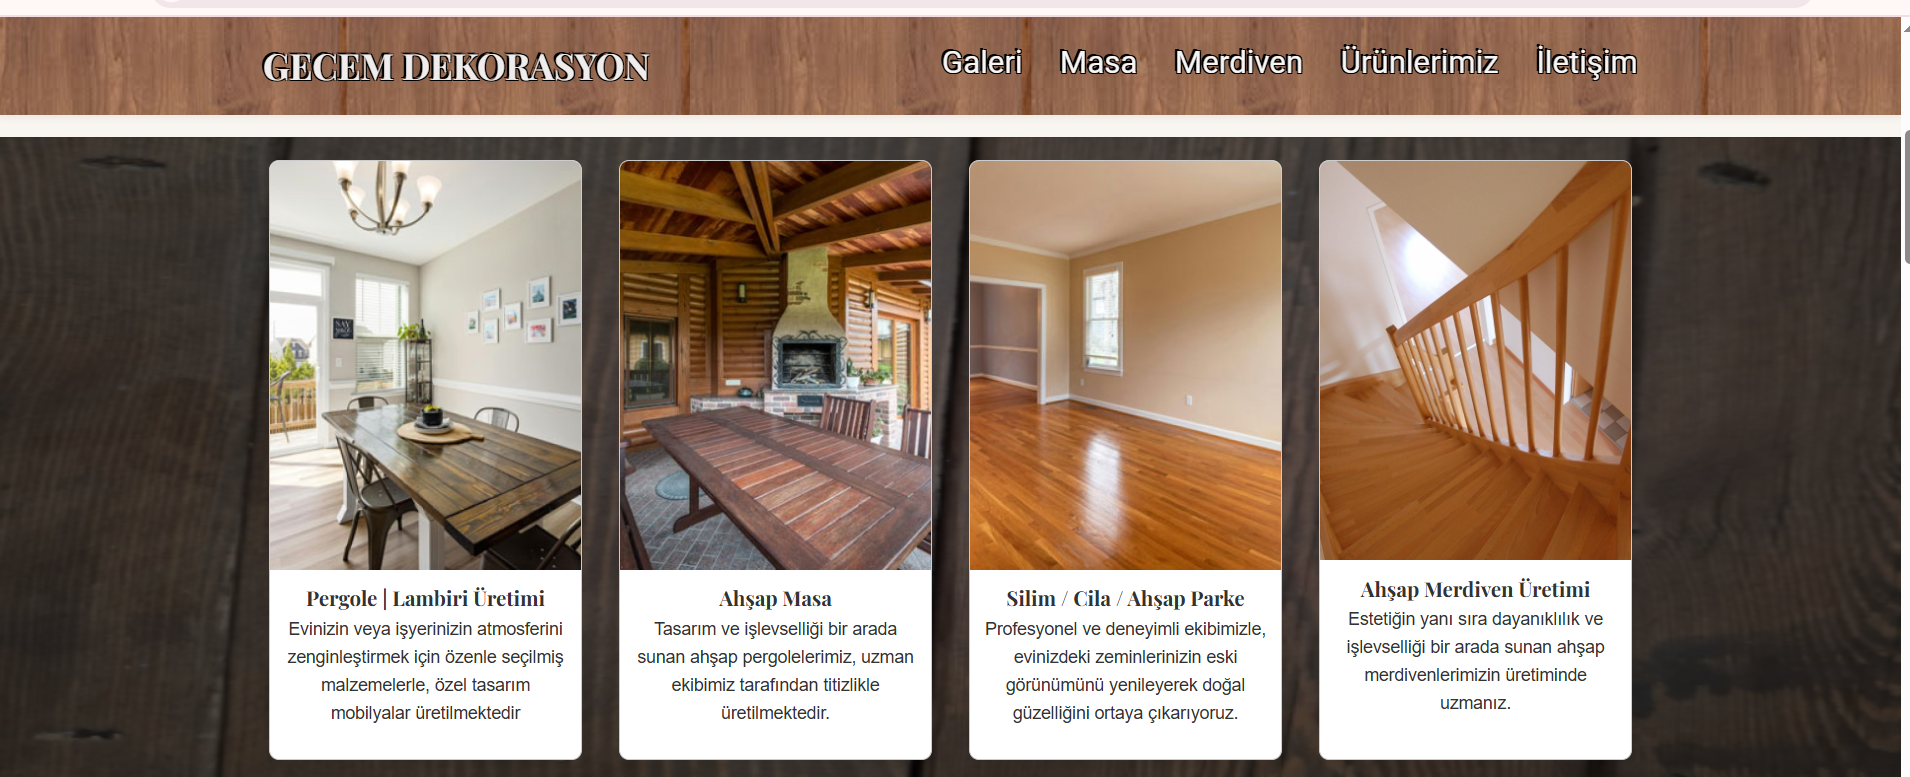 GECEM DEKORASYON
Galeri
Masa
Merdiven
Ürünlerimiz
İletişim
Pergole | Lambiri Üretimi
Evinizin veya işyerinizin atmosferini
zenginleştirmek için özenle seçilmiş
malzemelerle, özel tasarım
mobilyalar üretilmektedir
Ahşap Masa
Tasarım ve işlevselliği bir arada
sunan ahşap pergolelerimiz, uzman
ekibimiz tarafından titizlikle
üretilmektedir.
Silim / Cila / Ahşap Parke
Profesyonel ve deneyimli ekibimizle,
evinizdeki zeminlerinizin eski
görünümünü yenileyerek doğal
güzelliğini ortaya çıkarıyoruz.
Ahşap Merdiven Üretimi
Estetiğin yanı sıra dayanıklılık ve
işlevselliği bir arada sunan ahşap
merdivenlerimizin üretiminde
uzmanız.